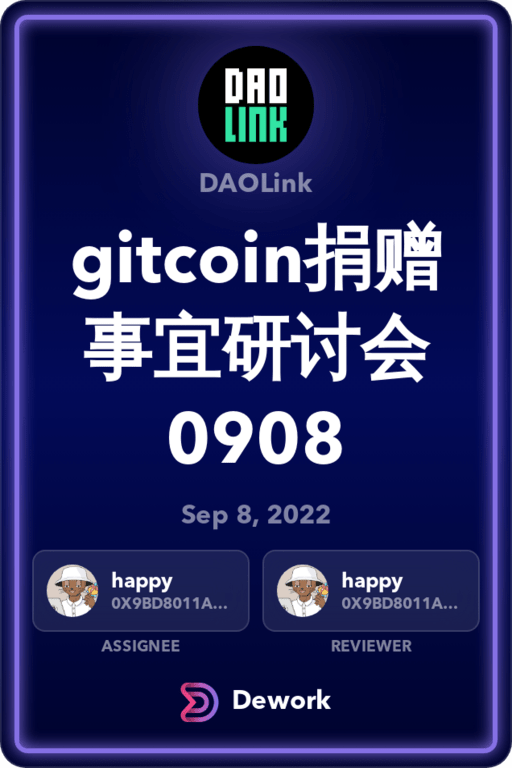 DAO
LINK
DAOLink
gitcoin捐赠
事宜研讨会
0908
Sep 8, 2022
happy
0X9BD8011A...
ASSIGNEE
happy
0X9BD8011A...
REVIEWER
Dework